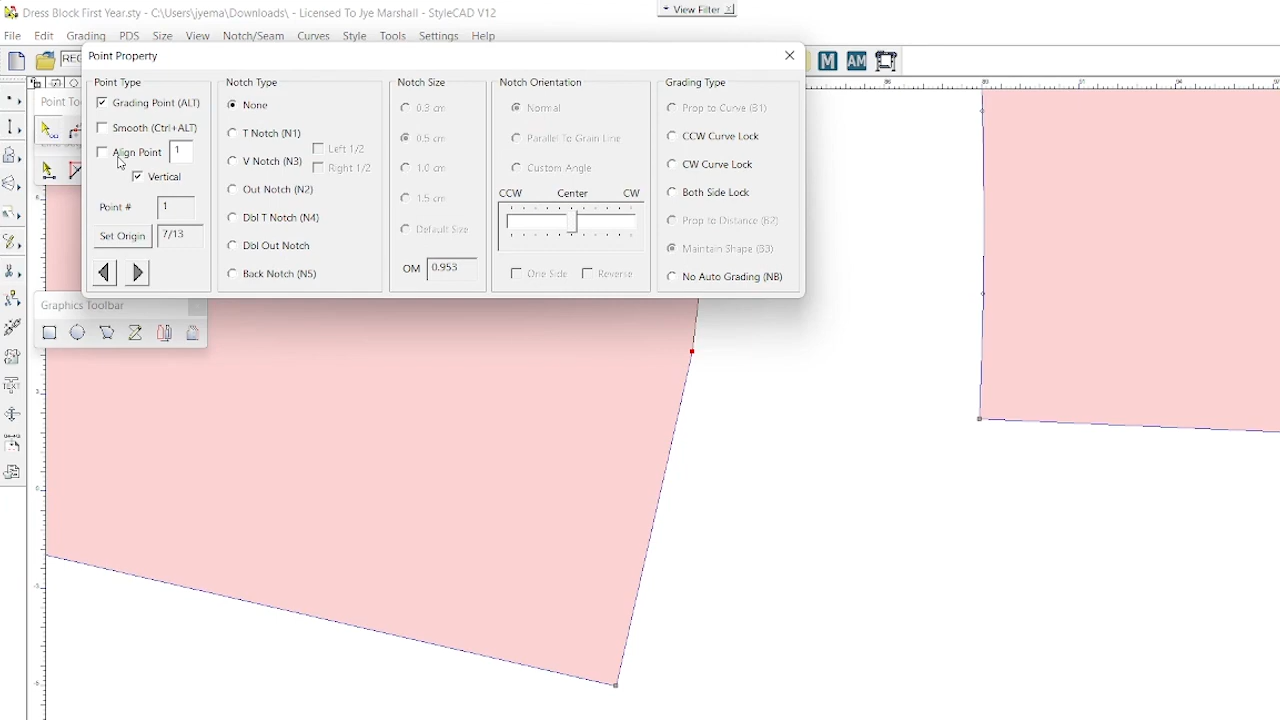 Dress Block First Year.sty - C:\Users\jyema\Downloads\ - Licensed To Jye Marshall - StyleCAD V12
View Filter
File Edit Grading PDS Size View Notch/Seam Curves Style Tools Settings Help
Point Property
REG
M
AM
Point Type
Grading Point (ALT)
Smooth (Ctrl+ALT)
Align Point 1
Vertical
Point # 1
Set Origin 7/13
Notch Type
None
T Notch (N1)
V Notch (N3)
Left 1/2
Right 1/2
Out Notch (N2)
Dbl T Notch (N4)
Dbl Out Notch
Back Notch (N5)
Notch Size
0.3 cm
0.5 cm
1.0 cm
1.5 cm
Default Size
OM 0.953
Notch Orientation
Normal
Parallel To Grain Line
Custom Angle
CCW Center CW
One Side Reverse
Grading Type
Prop to Curve (B1)
CCW Curve Lock
CW Curve Lock
Both Side Lock
Prop to Distance (B2)
Maintain Shape (B3)
No Auto Grading (NB)
Point To
Graphics Toolbar
TEXT